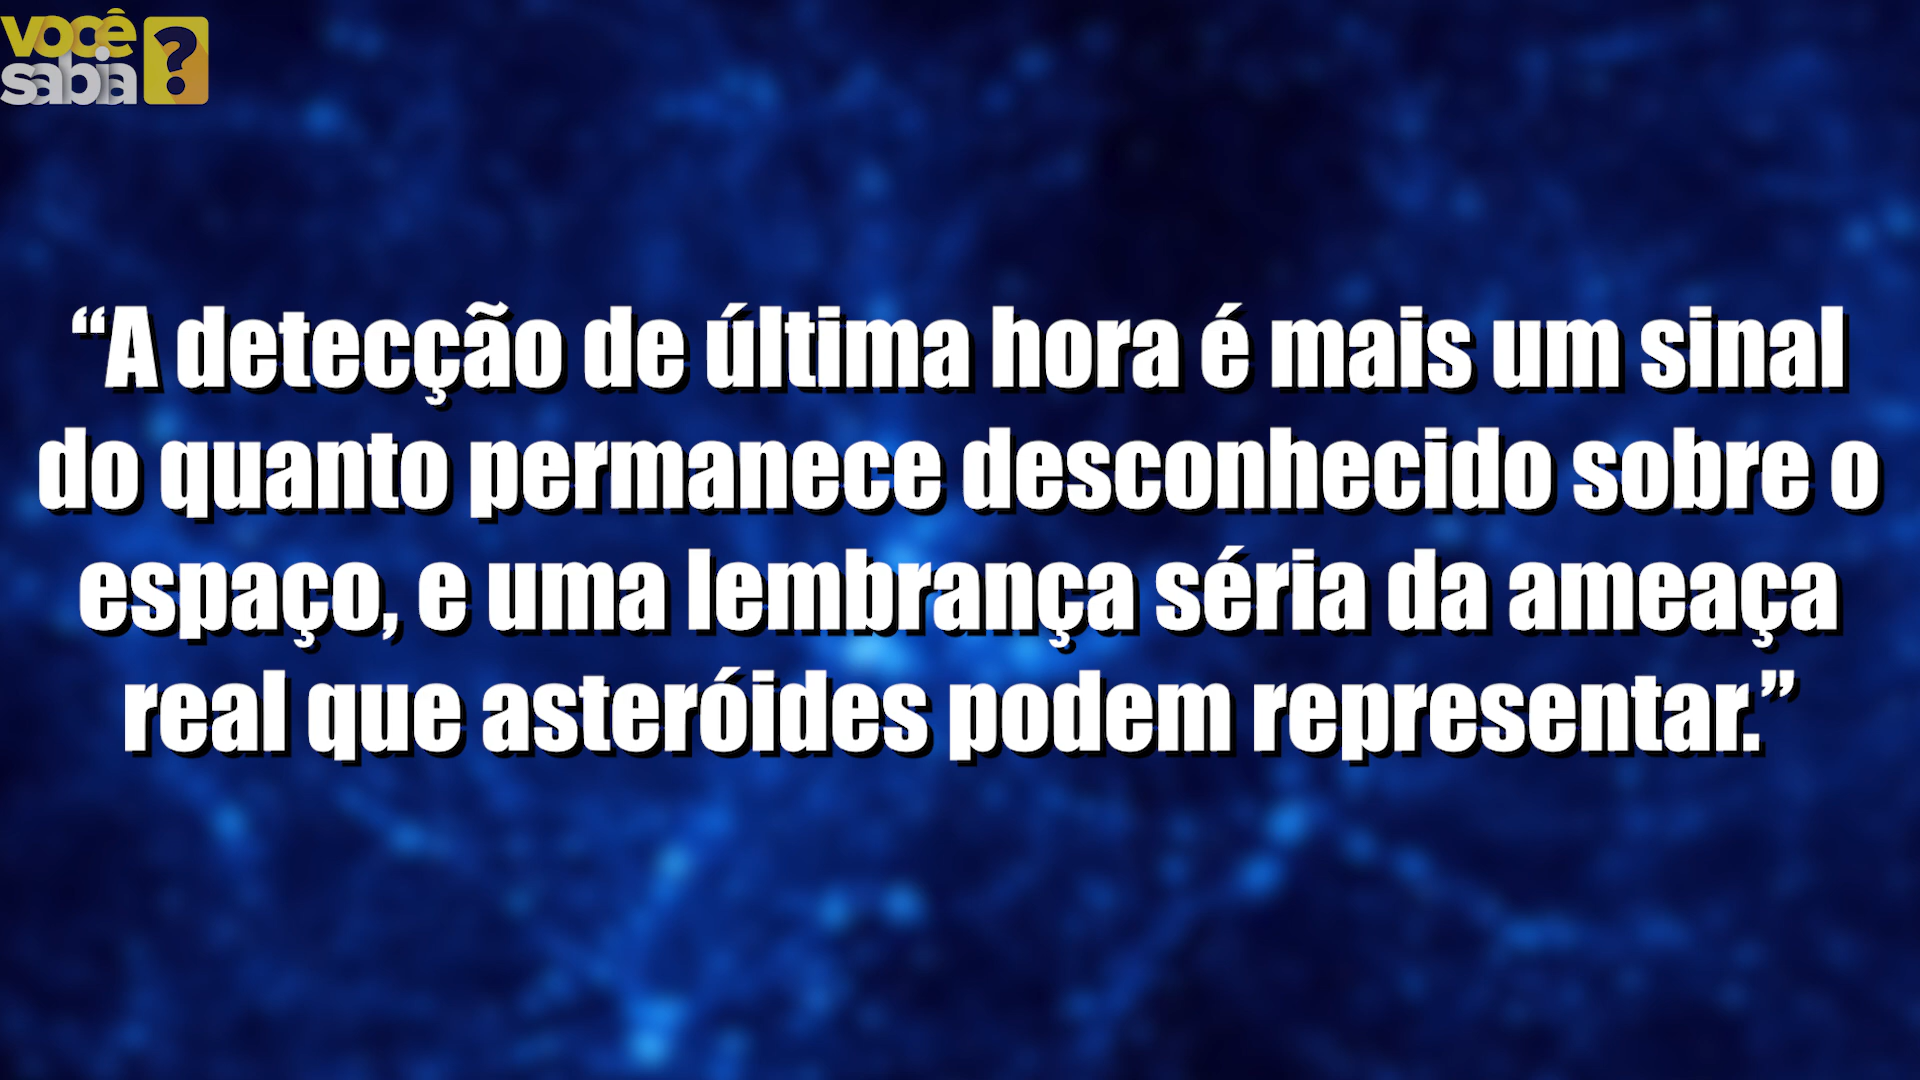 você
sabia ?
“A detecção de última hora é mais um sinal
do quanto permanece desconhecido sobre o
espaço, e uma lembrança séria da ameaça
real que asteróides podem representar.”